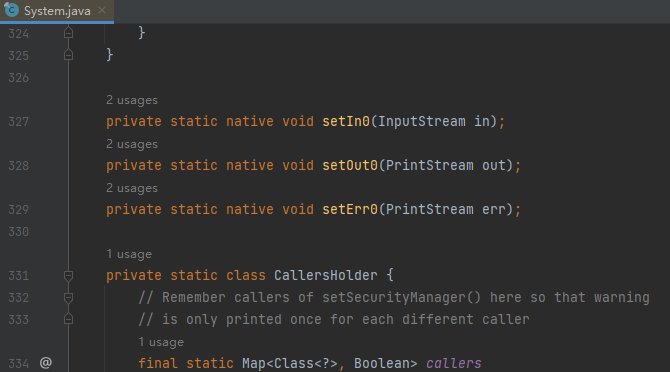 System.java
324 }
325 }
326
2 usages
327 private static native void setIn0(InputStream in);
2 usages
328 private static native void setOut0(PrintStream out);
2 usages
329 private static native void setErr0(PrintStream err);
330
1 usage
331 private static class CallersHolder {
332 // Remember callers of setSecurityManager() here so that warning
333 // is only printed once for each different caller
1 usage
334 @ final static Map<Class<?>, Boolean> callers